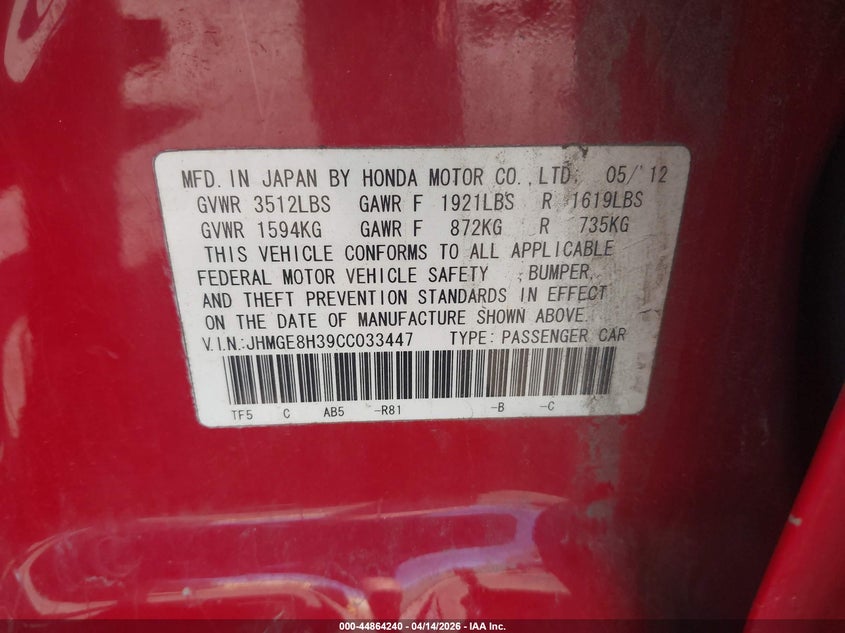 MFD. IN JAPAN BY HONDA MOTOR CO., LTD. 05/'12
GVWR 3512LBS GAWR F 1921LBS R 1619LBS
GVWR 1594KG GAWR F 872KG R 735KG
THIS VEHICLE CONFORMS TO ALL APPLICABLE
FEDERAL MOTOR VEHICLE SAFETY , BUMPER,
AND THEFT PREVENTION STANDARDS IN EFFECT
ON THE DATE OF MANUFACTURE SHOWN ABOVE.
V.I.N.:JHMGE8H39CC033447 TYPE: PASSENGER CAR
TF5 C AB5 -R81 -B -C
000-44864240 - 04/14/2026 - IAA Inc.